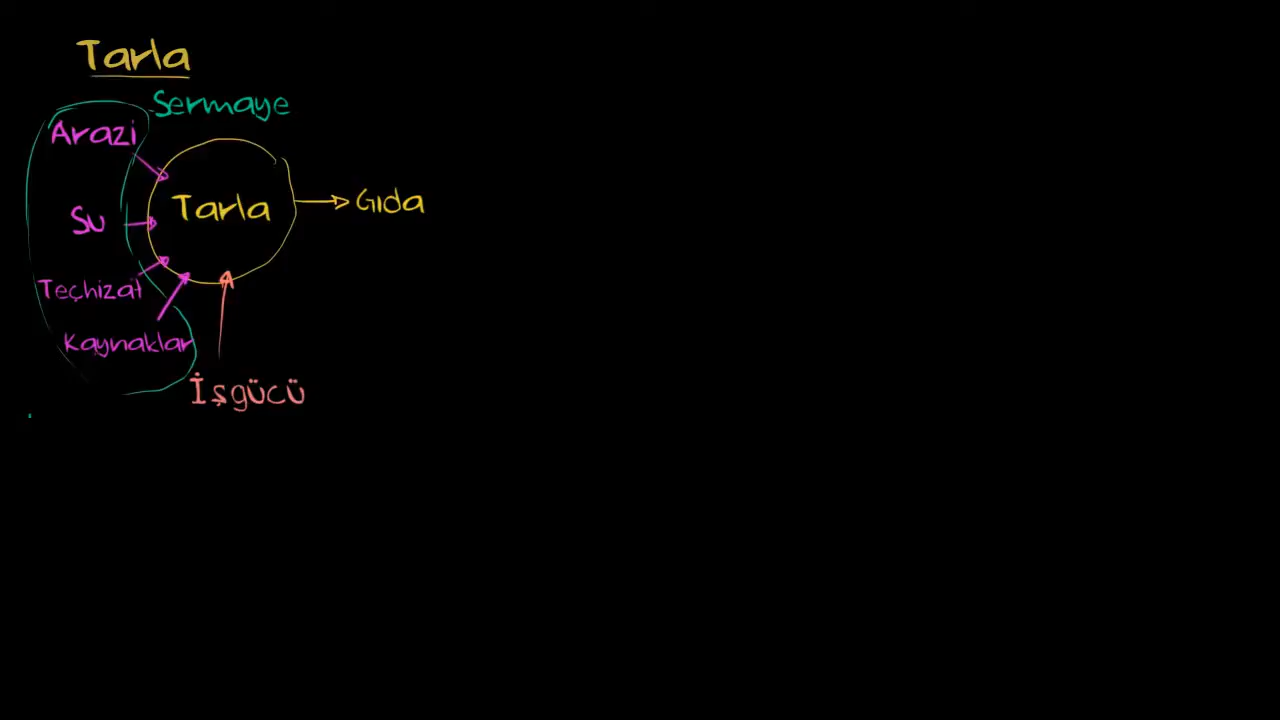 Tarla
Sermaye
Arazi
Tarla
Gıda
Su
Teçhizat
Kaynaklar
İşgücü